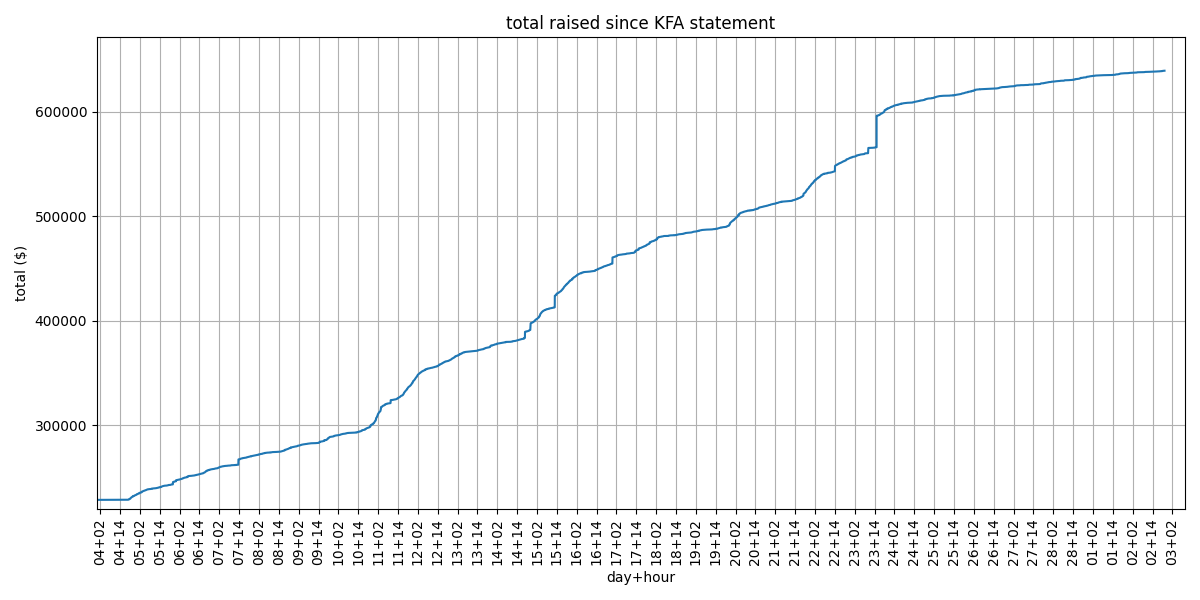 total raised since KFA statement
total ($)
600000
500000
400000
300000
04+02 04+14 05+02 05+14 06+02 06+14 07+02 07+14 08+02 08+14 09+02 09+14 10+02 10+14 11+02 11+14 12+02 12+14 13+02 13+14 14+02 14+14 15+02 15+14 16+02 16+14 17+02 17+14 18+02 18+14 19+02 19+14 20+02 20+14 21+02 21+14 22+02 22+14 23+02 23+14 24+02 24+14 25+02 25+14 26+02 26+14 27+02 27+14 28+02 28+14 01+02 01+14 02+02 02+14 03+02
day+hour